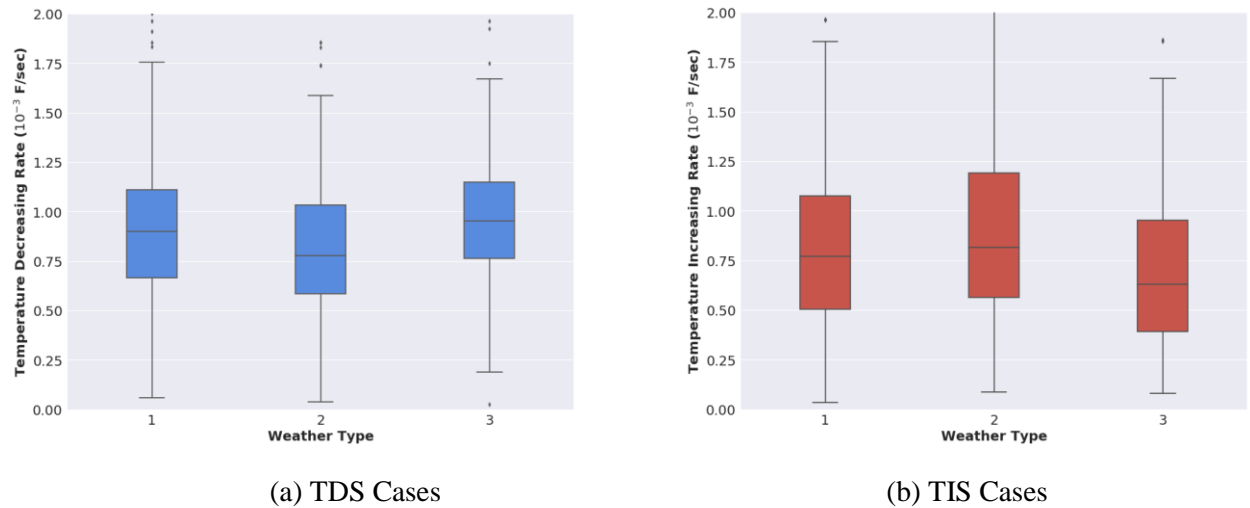 2.00
1.75
1.50
1.25
1.00
0.75
0.50
0.25
0.00
Temperature Decreasing Rate (10⁻³ F/sec)
1 2 3
Weather Type
(a) TDS Cases
2.00
1.75
1.50
1.25
1.00
0.75
0.50
0.25
0.00
Temperature Increasing Rate (10⁻³ F/sec)
1 2 3
Weather Type
(b) TIS Cases